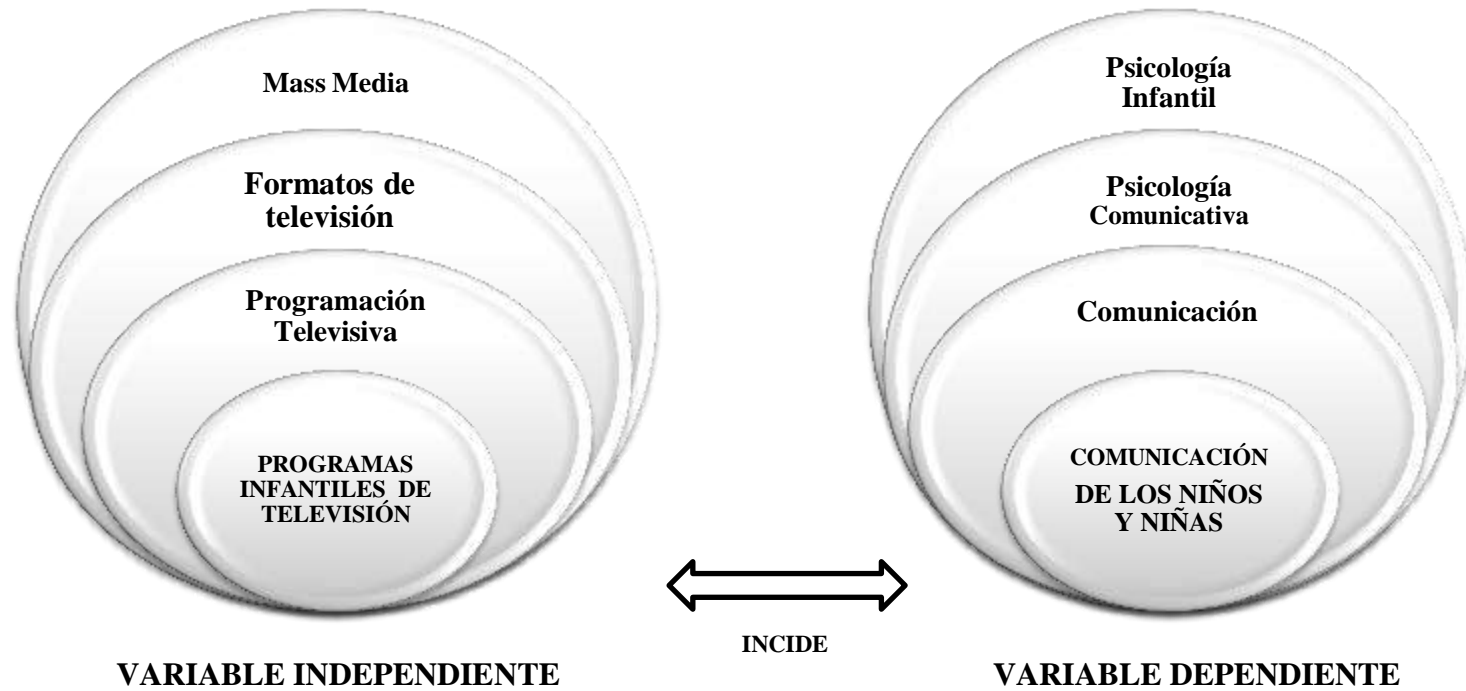 Mass Media
Formatos de
televisión
Programación
Televisiva
PROGRAMAS
INFANTILES DE
TELEVISIÓN
VARIABLE INDEPENDIENTE
INCIDE
Psicología
Infantil
Psicología
Comunicativa
Comunicación
COMUNICACIÓN
DE LOS NIÑOS
Y NIÑAS
VARIABLE DEPENDIENTE